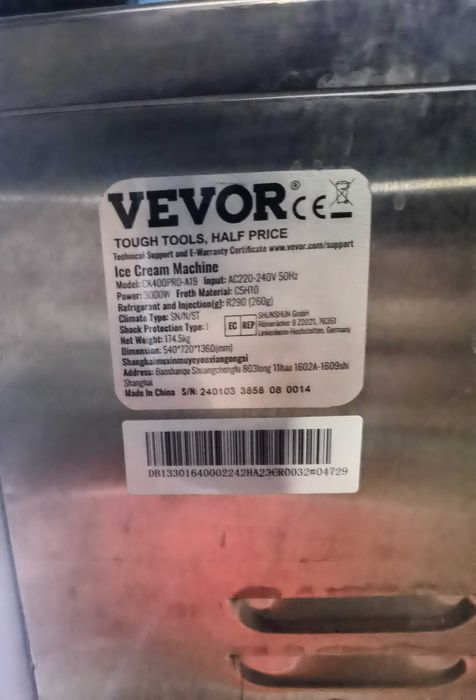 VEVOR® CE
TOUGH TOOLS, HALF PRICE
Technical Support and E-Warranty Certificate www.vevor.com/support
Ice Cream Machine
Model: CK400PRO-A19 Input: AC220-240V 50Hz
Power: 3000W Froth Material: C5H10
Refrigerant and Injection(g): R290 (260g)
Climate Type: SN/N/ST
Shock Protection Type: I
EC REP
SHUNSHUN GmbH
Römeräcker 9 Z2021, 76351
Linkenheim-Hochstetten, Germany
Net Weight: 174.5kg
Dimension: 540*720*1360(mm)
Shanghaimuxinmuyeyouxiangongsi
Address: Baoshanqu Shuangchenglu 803long 11hao 1602A-1609shi
Shanghai
Made In China S/N: 240103 3858 08 0014
DB13301640002242HA23CR0032#04729